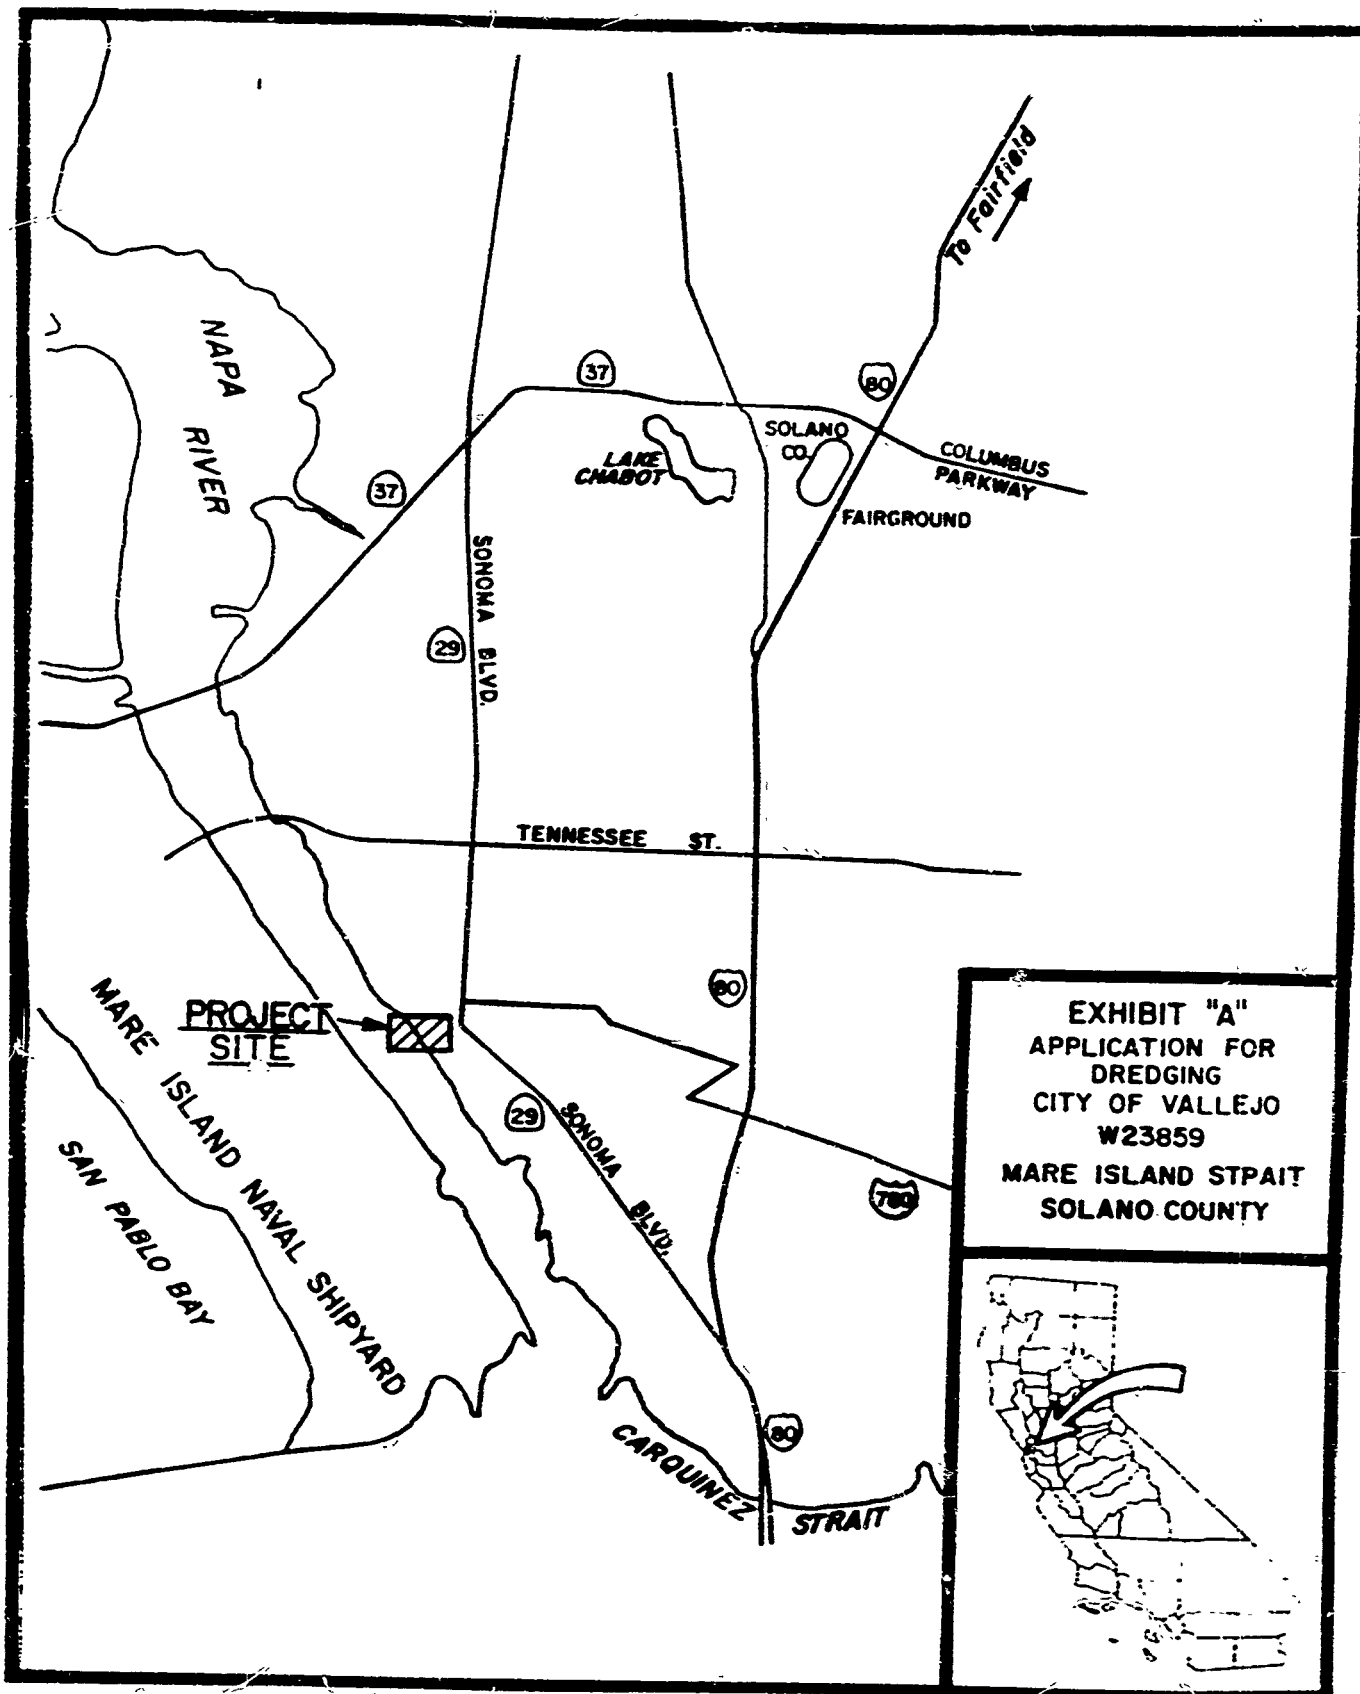 To Fairfield
NAPA
RIVER
37
80
SOLANO
CO.
COLUMBUS
PARKWAY
LAKE
CHABOT
37
FAIRGROUND
SONOMA BLVD.
29
TENNESSEE ST.
80
PROJECT
SITE
MARE ISLAND NAVAL SHIPYARD
SAN PABLO BAY
29
SONOMA BLVD.
780
80
CARQUINEZ STRAIT
EXHIBIT "A"
APPLICATION FOR
DREDGING
CITY OF VALLEJO
W23859
MARE ISLAND STPAIT
SOLANO COUNTY